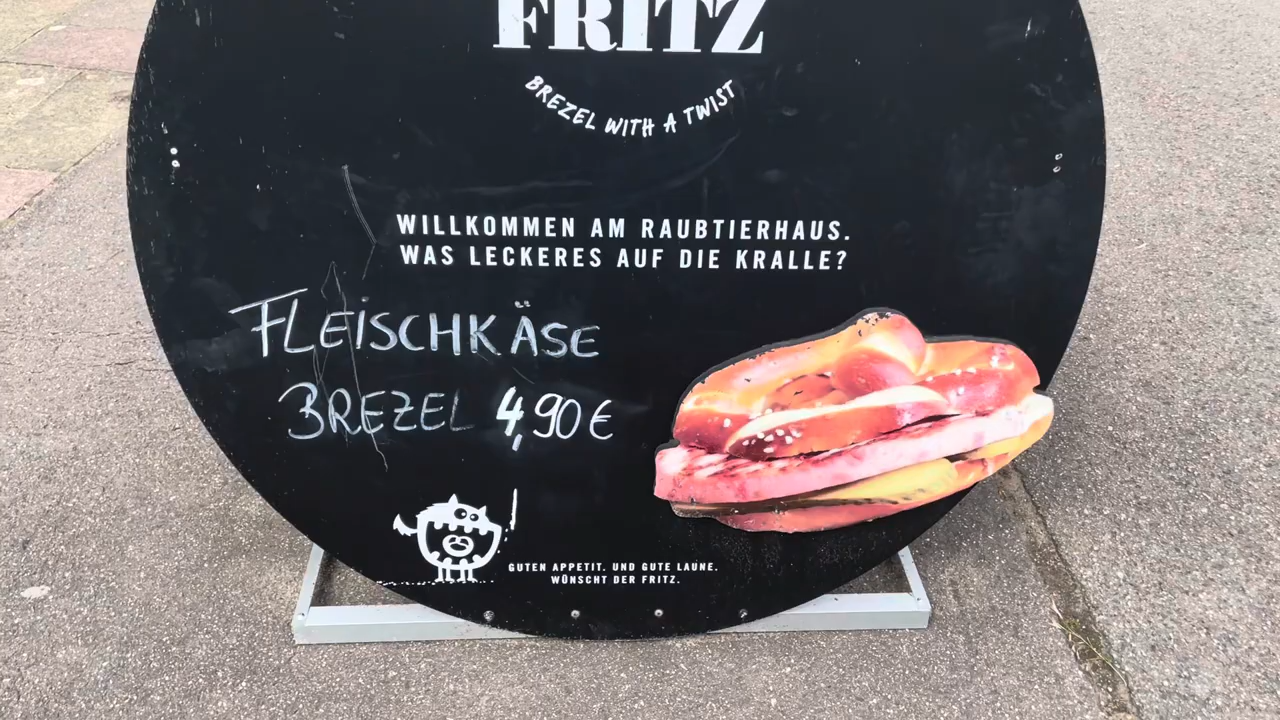 FRITZ
BREZEL WITH A TWIST
WILLKOMMEN AM RAUBTIERHAUS.
WAS LECKERES AUF DIE KRALLE?
FLEISCHKÄSE
BREZEL 4,90€
GUTEN APPETIT. UND GUTE LAUNE.
WÜNSCHT DER FRITZ.